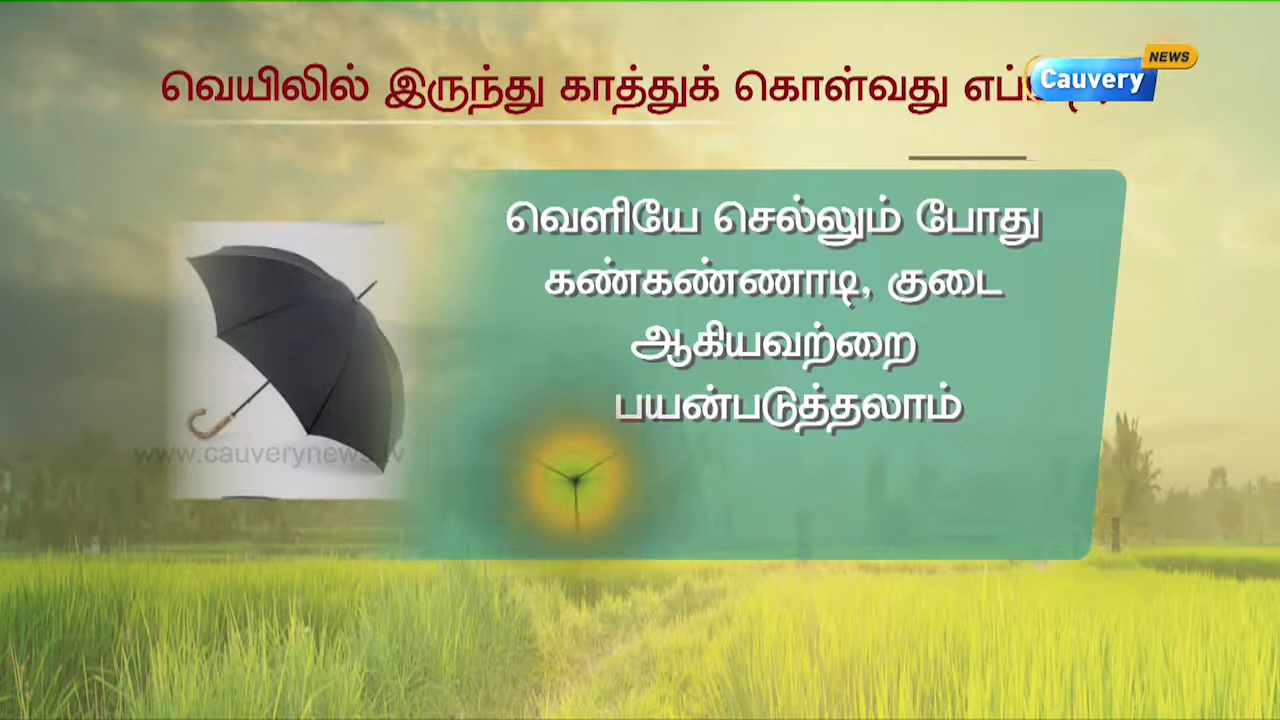 வெயிலில் இருந்து காத்துக் கொள்வது
NEWS
Cauvery
வெளியே செல்லும் போது
கண்கண்ணாடி, குடை
ஆகியவற்றை
பயன்படுத்தலாம்
www.cauverynews.tv